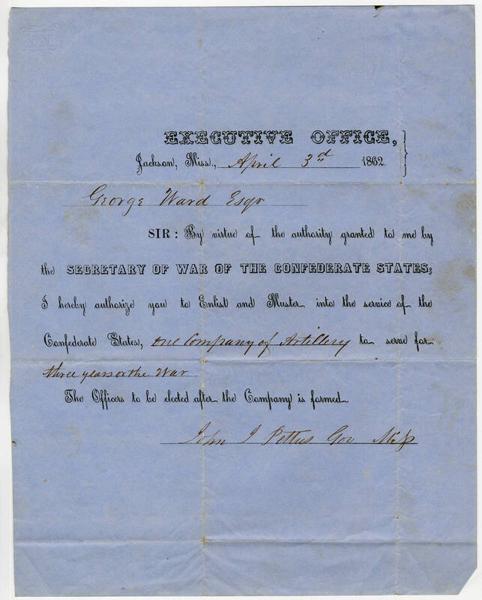 EXECUTIVE OFFICE,
Jackson, Miss., April 3rd 1862
George Ward Esqr
SIR: By virtue of the authority granted to me by
the SECRETARY OF WAR OF THE CONFEDERATE STATES;
I hereby authorize you to Enlist and Muster into the service of the
Confederate States, one Company of Artillery to serve for
three years or the War
The Officers to be elected after the Company is formed.
John J Pettus Gov Miss